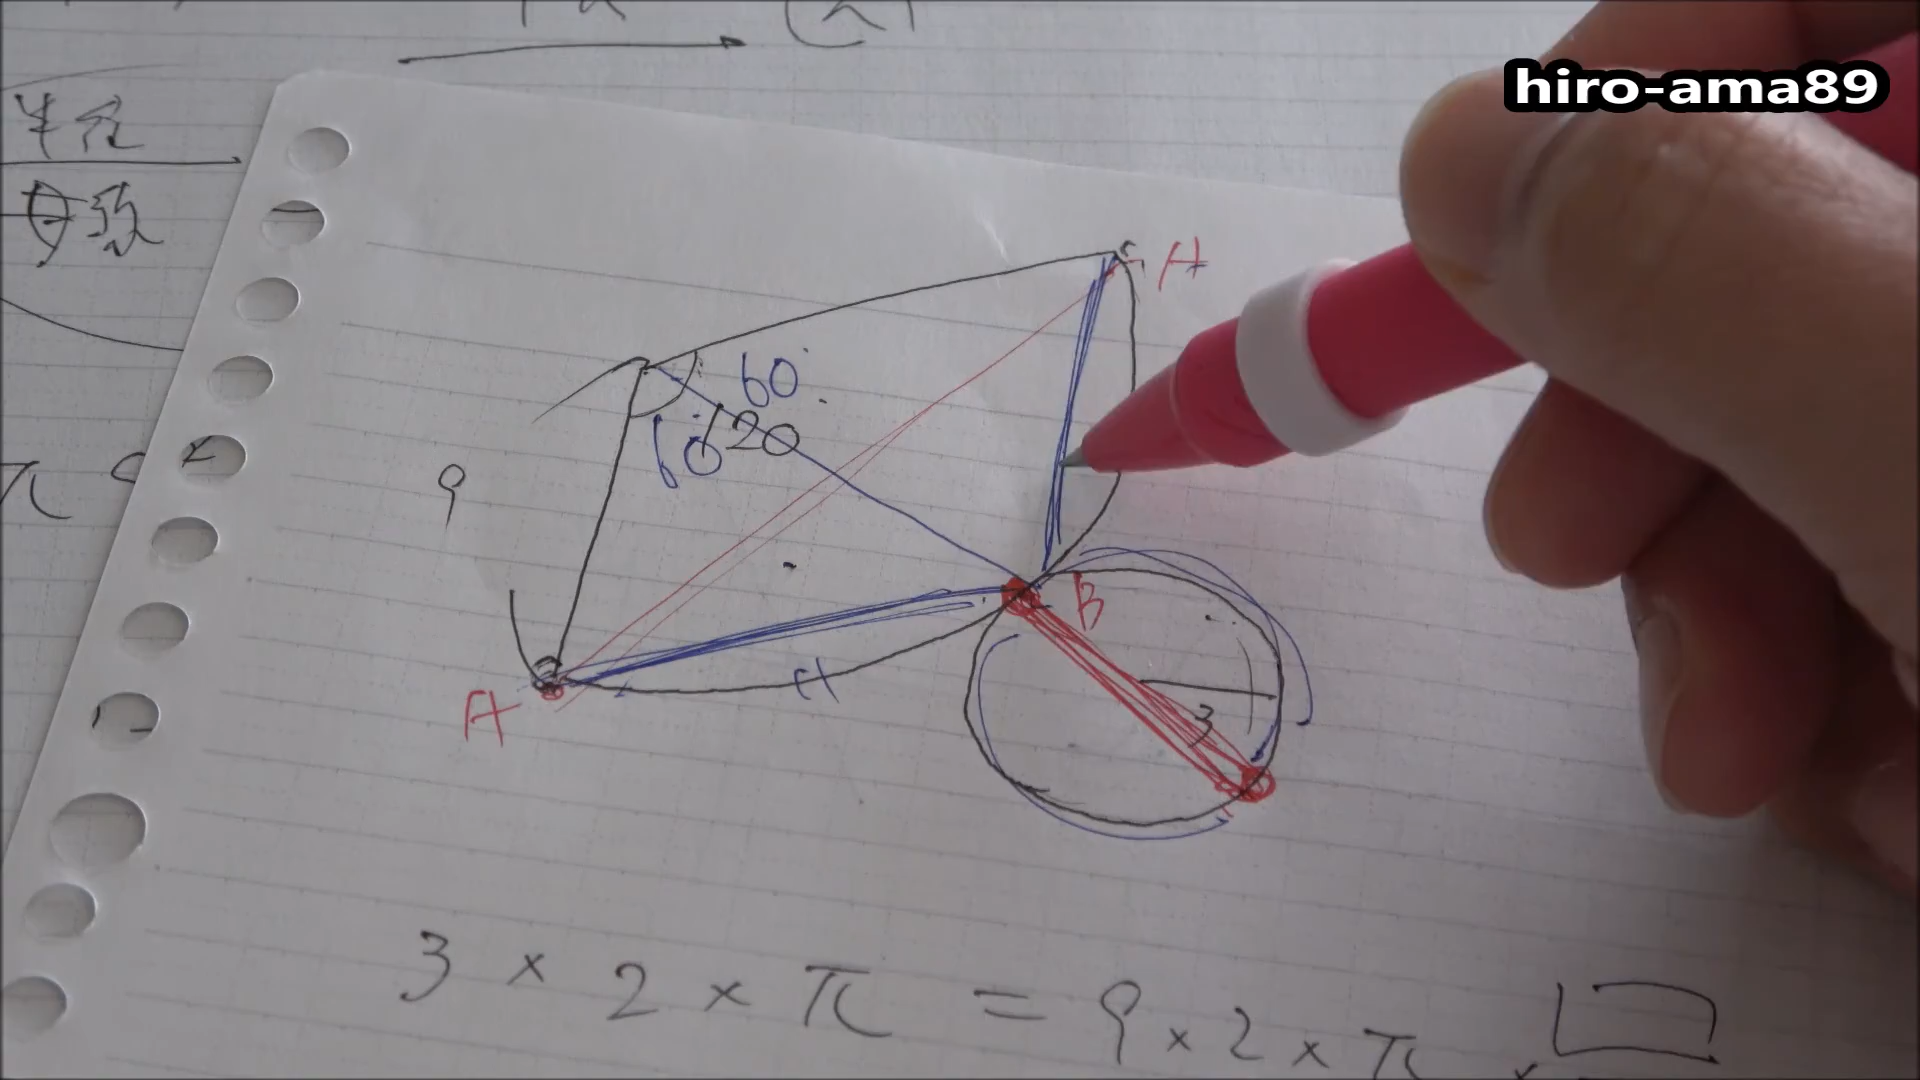 hiro-ama89
半径
母線
π
A
60
60
120
9
B
3
A
3 × 2 × π = 9 × 2 × π ×